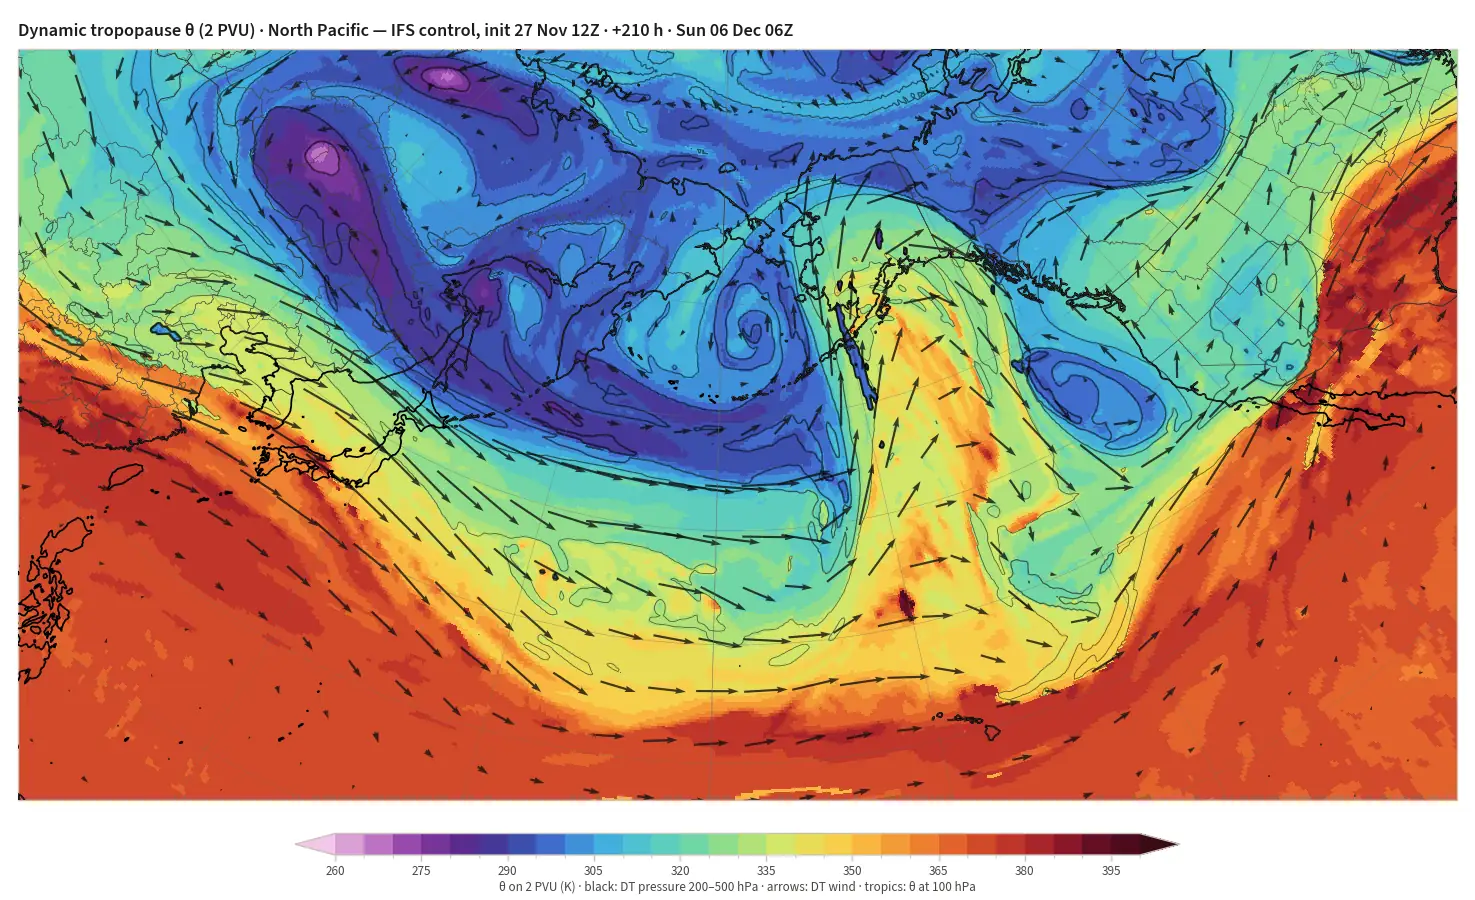 Dynamic tropopause θ (2 PVU) · North Pacific — IFS control, init 27 Nov 12Z · +210 h · Sun 06 Dec 06Z
260 275 290 305 320 335 350 365 380 395
θ on 2 PVU (K) · black: DT pressure 200–500 hPa · arrows: DT wind · tropics: θ at 100 hPa